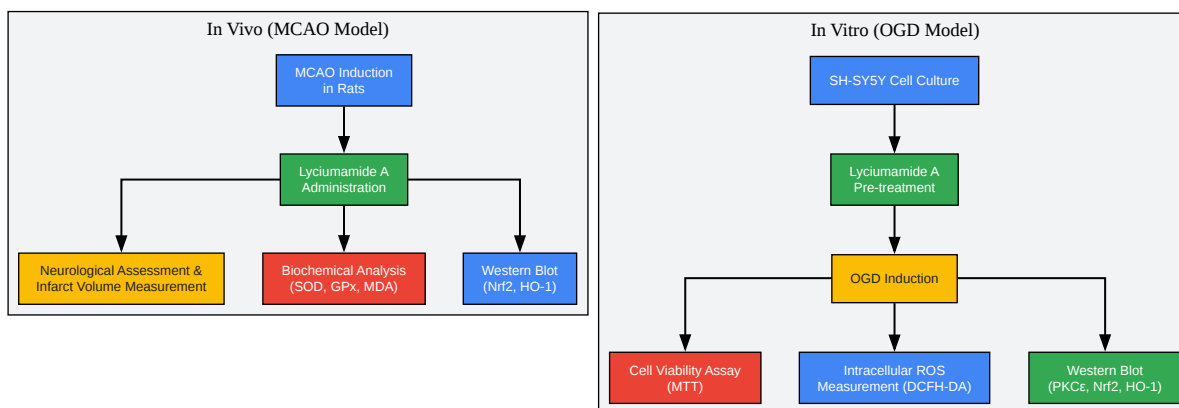 In Vivo (MCAO Model)
MCAO Induction
in Rats
Lyciumamide A
Administration
Neurological Assessment &
Infarct Volume Measurement
Biochemical Analysis
(SOD, GPx, MDA)
Western Blot
(Nrf2, HO-1)
In Vitro (OGD Model)
SH-SY5Y Cell Culture
Lyciumamide A
Pre-treatment
OGD Induction
Cell Viability Assay
(MTT)
Intracellular ROS
Measurement (DCFH-DA)
Western Blot
(PKCε, Nrf2, HO-1)